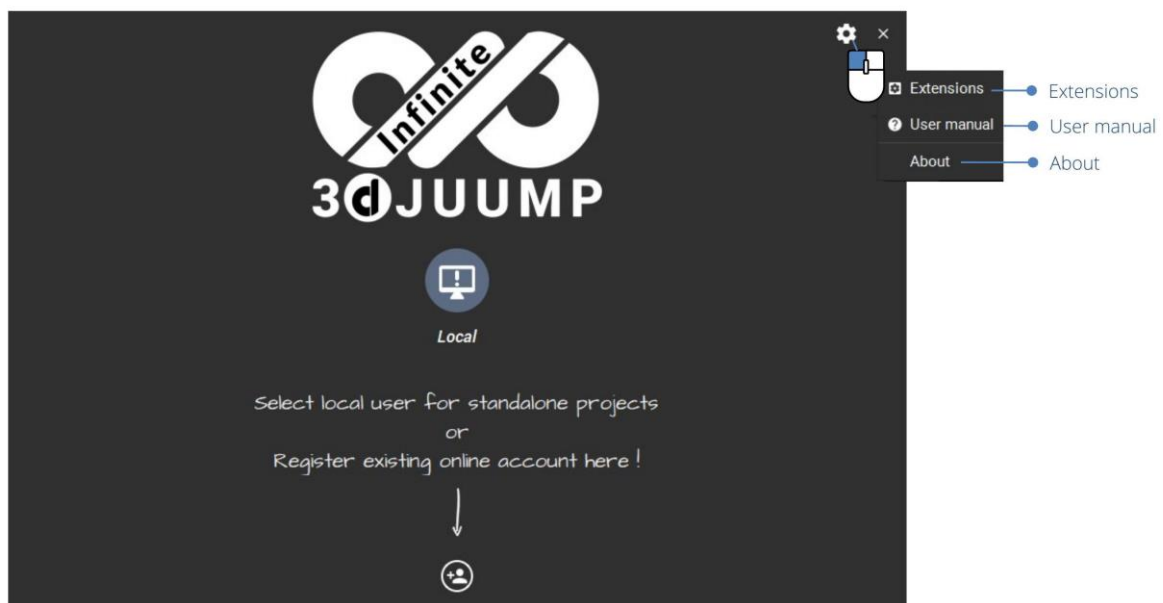 Infinite
3dJUUMP
Extensions
Extensions
User manual
User manual
About
About
Local
Select local user for standalone projects
or
Register existing online account here !